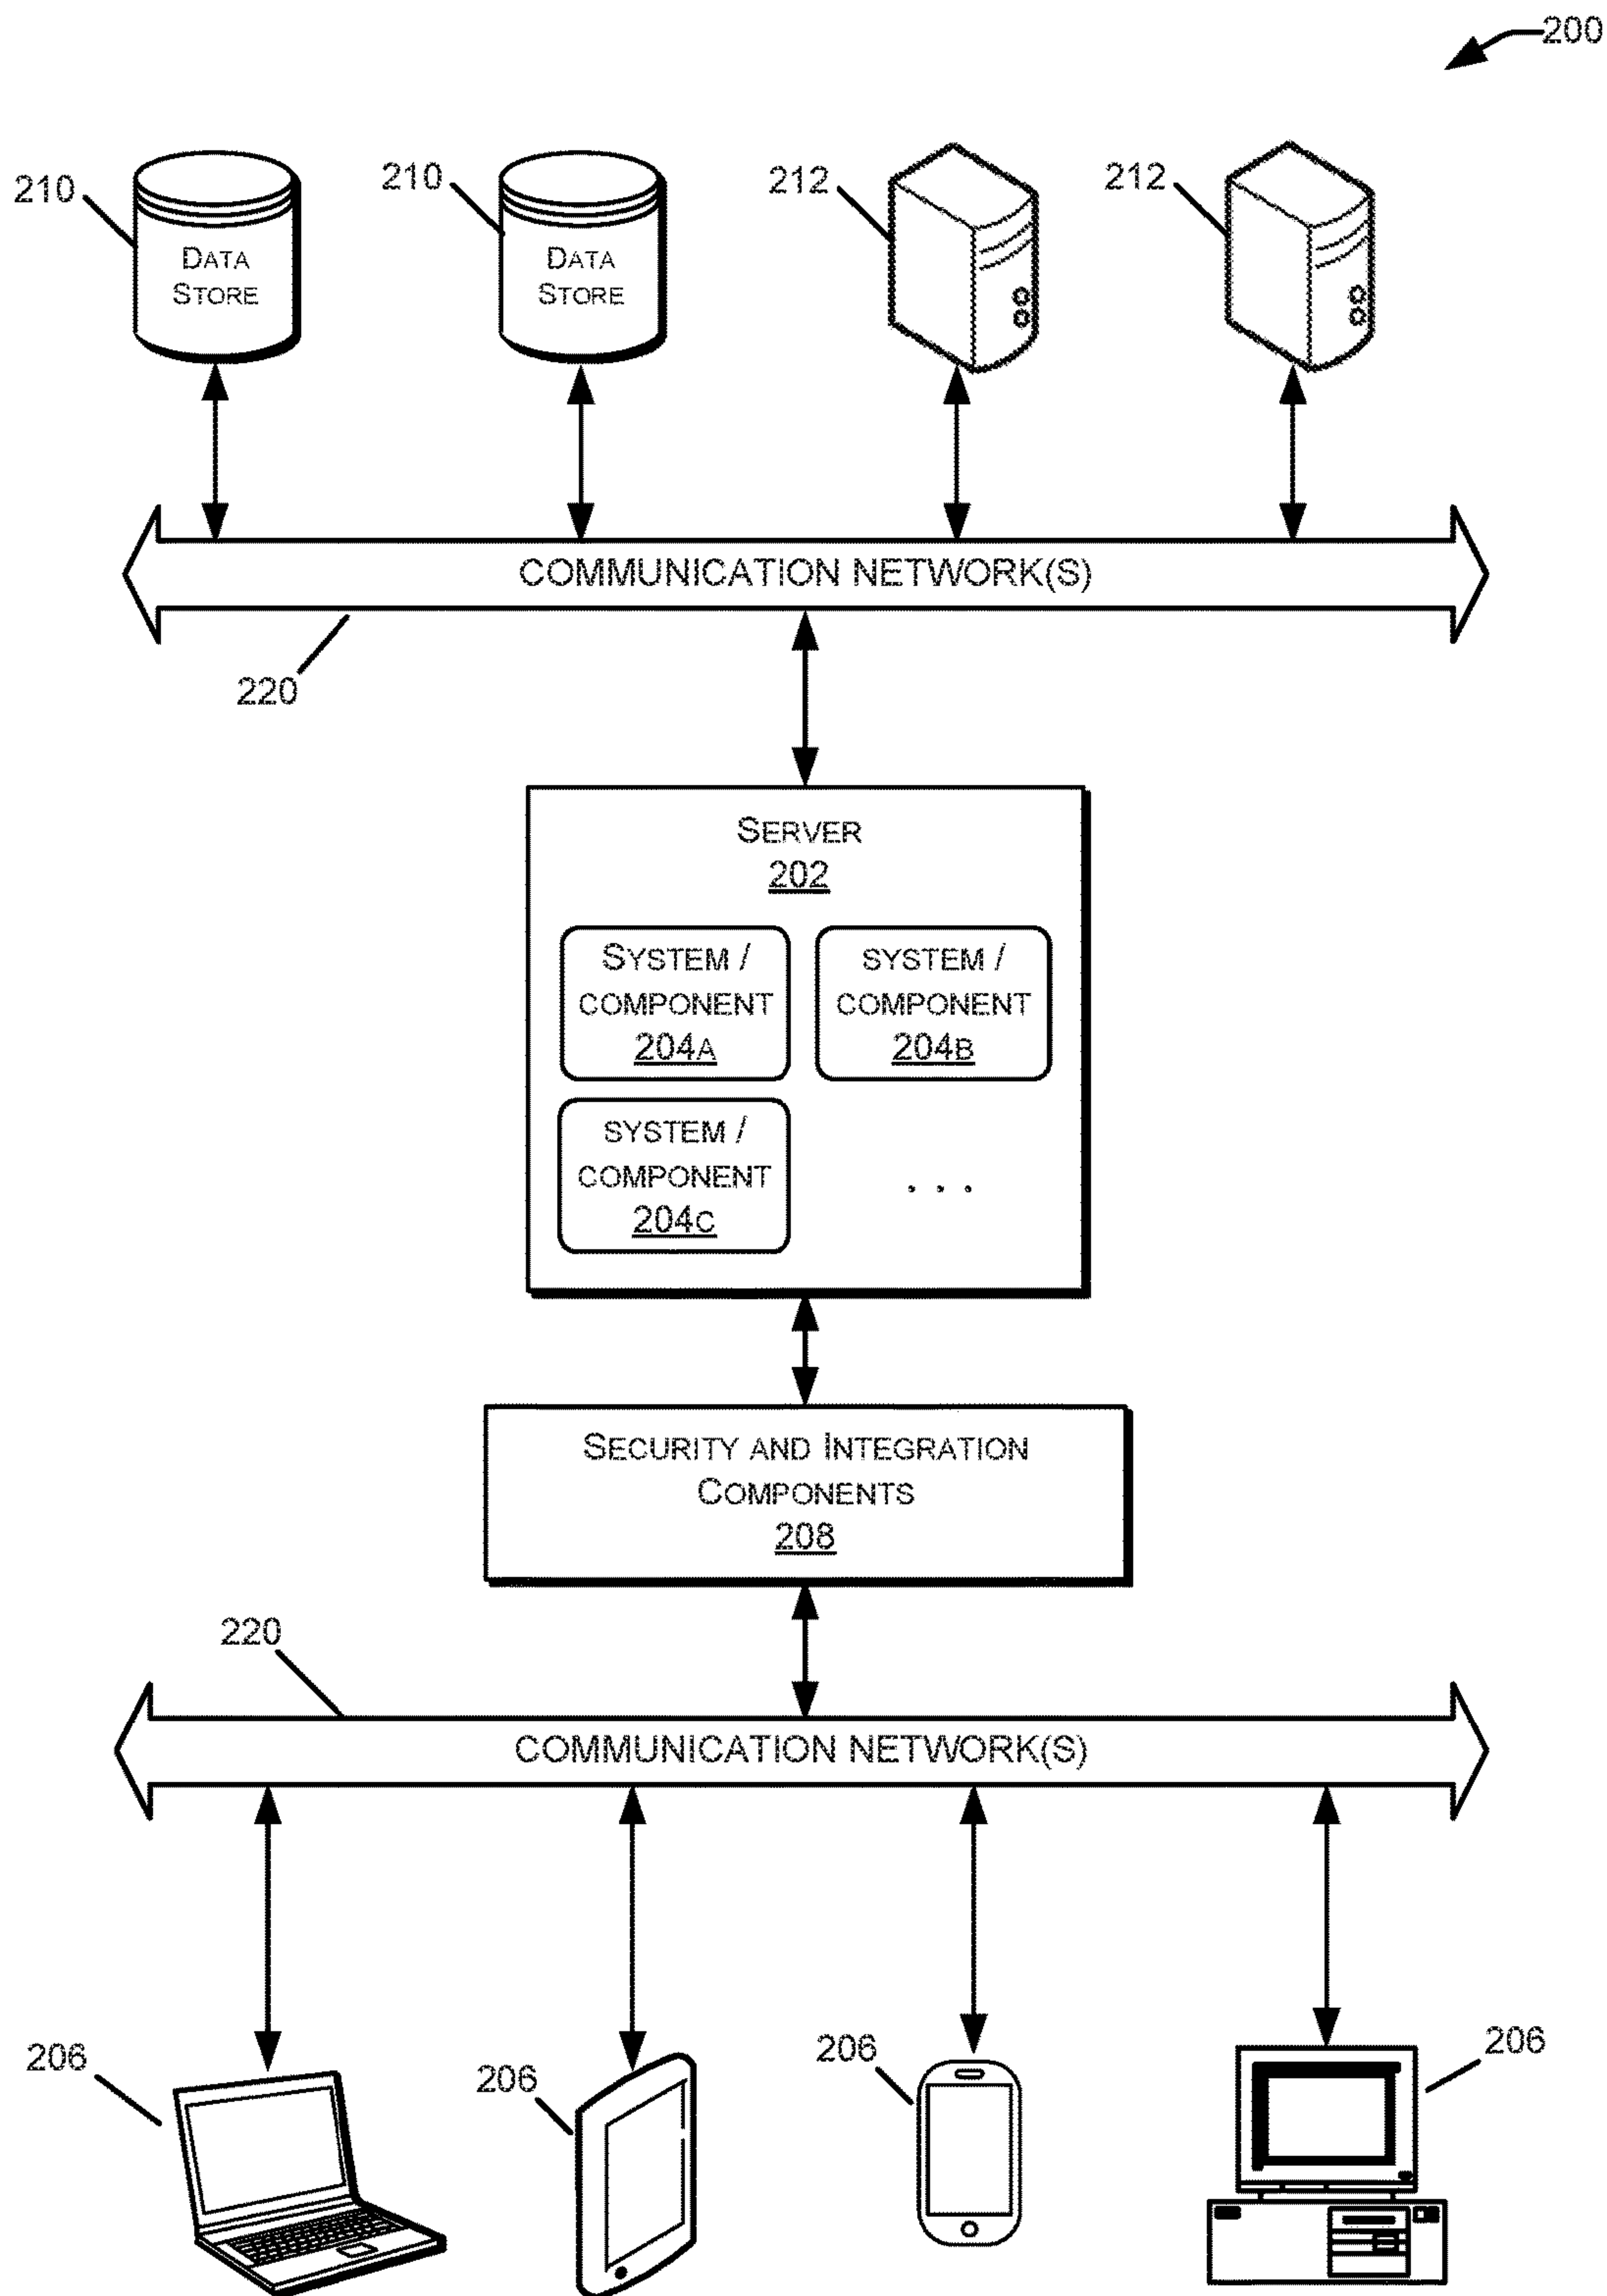 200
210
210
212
212
DATA
STORE
DATA
STORE
COMMUNICATION NETWORK(S)
220
SERVER
202
SYSTEM /
COMPONENT
204A
SYSTEM /
COMPONENT
204B
SYSTEM /
COMPONENT
204C
. . .
SECURITY AND INTEGRATION
COMPONENTS
208
220
COMMUNICATION NETWORK(S)
206
206
206
206